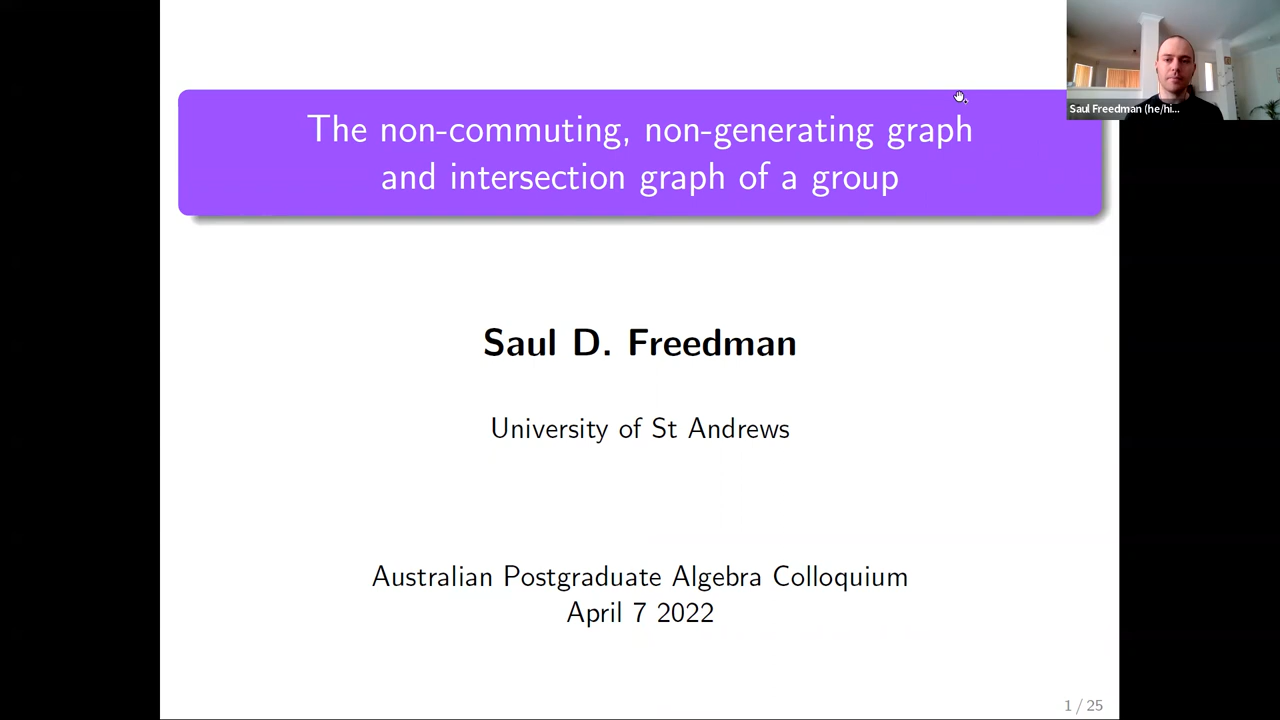 The non-commuting, non-generating graph
and intersection graph of a group
Saul Freedman (he/hi...
Saul D. Freedman
University of St Andrews
Australian Postgraduate Algebra Colloquium
April 7 2022
1 / 25